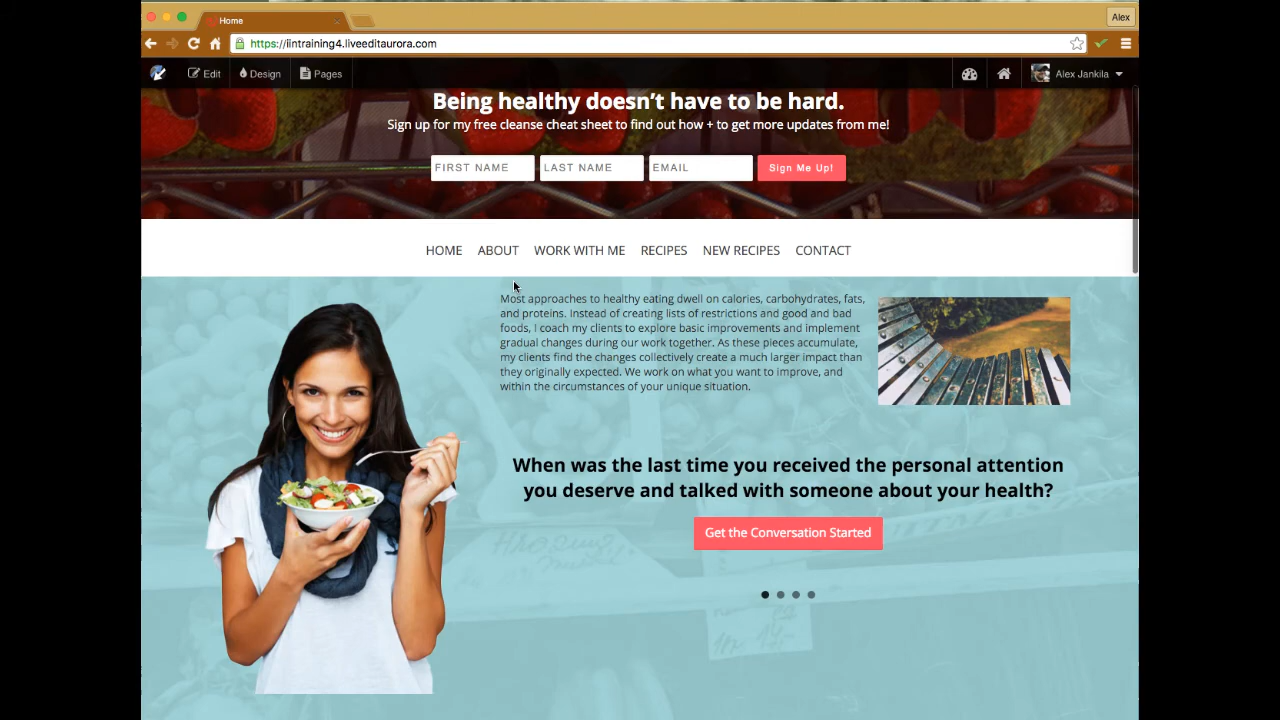 Home
Alex
https://iintraining4.liveeditaurora.com
Edit
Design
Pages
Alex Jankila
Being healthy doesn’t have to be hard.
Sign up for my free cleanse cheat sheet to find out how + to get more updates from me!
FIRST NAME
LAST NAME
EMAIL
Sign Me Up!
HOME
ABOUT
WORK WITH ME
RECIPES
NEW RECIPES
CONTACT
Most approaches to healthy eating dwell on calories, carbohydrates, fats,
and proteins. Instead of creating lists of restrictions and good and bad
foods, I coach my clients to explore basic improvements and implement
gradual changes during our work together. As these pieces accumulate,
my clients find the changes collectively create a much larger impact than
they originally expected. We work on what you want to improve, and
within the circumstances of your unique situation.
When was the last time you received the personal attention
you deserve and talked with someone about your health?
Get the Conversation Started